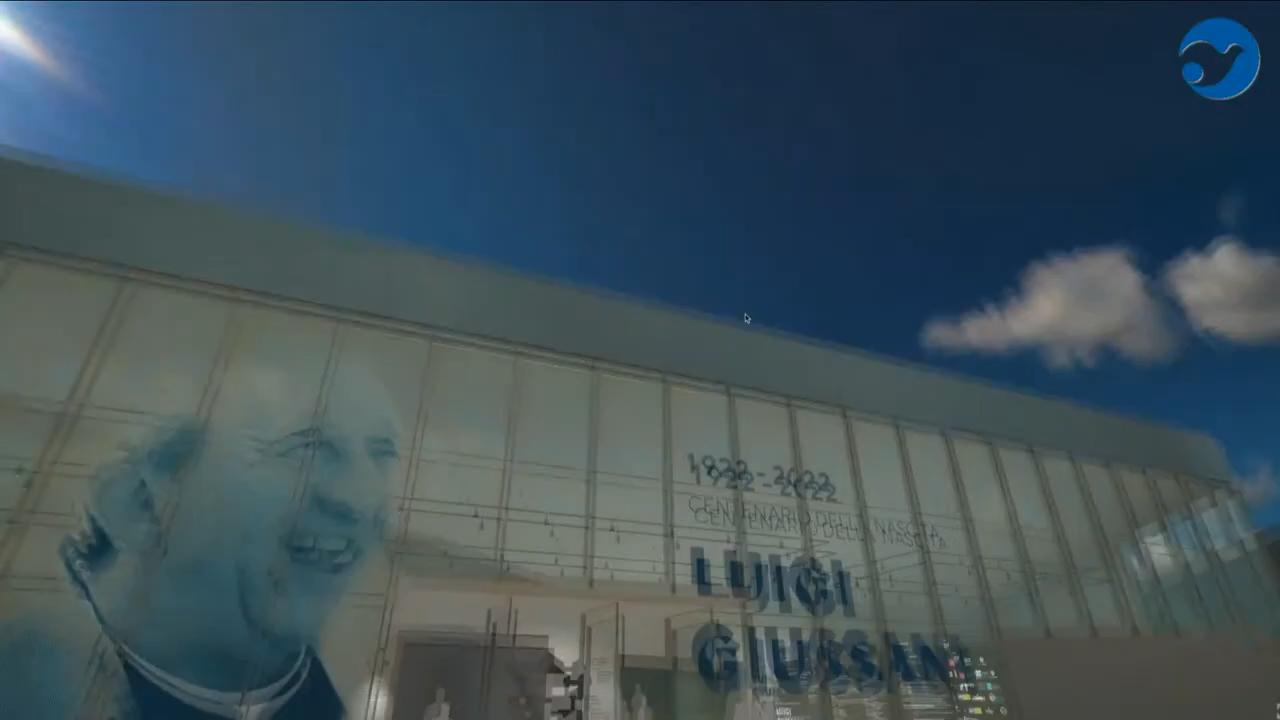 1922-2022
CENTENARIO DELLA NASCITA
LUIGI
GIUSSANI